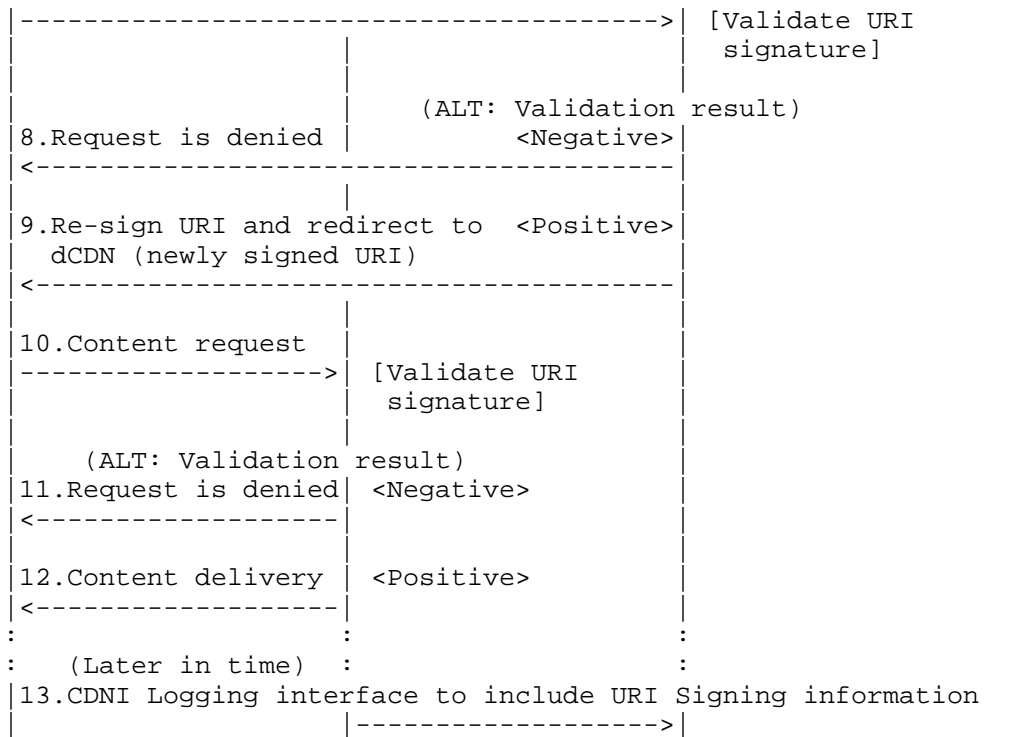 |---------------------------------------->| [Validate URI
| | | signature]
| | |
| | (ALT: Validation result)
|8.Request is denied | <Negative>|
|<----------------------------------------|
| | |
|9.Re-sign URI and redirect to <Positive>|
| dCDN (newly signed URI) |
|<----------------------------------------|
| | |
|10.Content request | |
|------------------->| [Validate URI |
| | signature] |
| | |
| (ALT: Validation result) |
|11.Request is denied| <Negative> |
|<-------------------| |
| | |
|12.Content delivery | <Positive> |
|<-------------------| |
: : :
: (Later in time) : :
|13.CDNI Logging interface to include URI Signing information
| |------------------->|